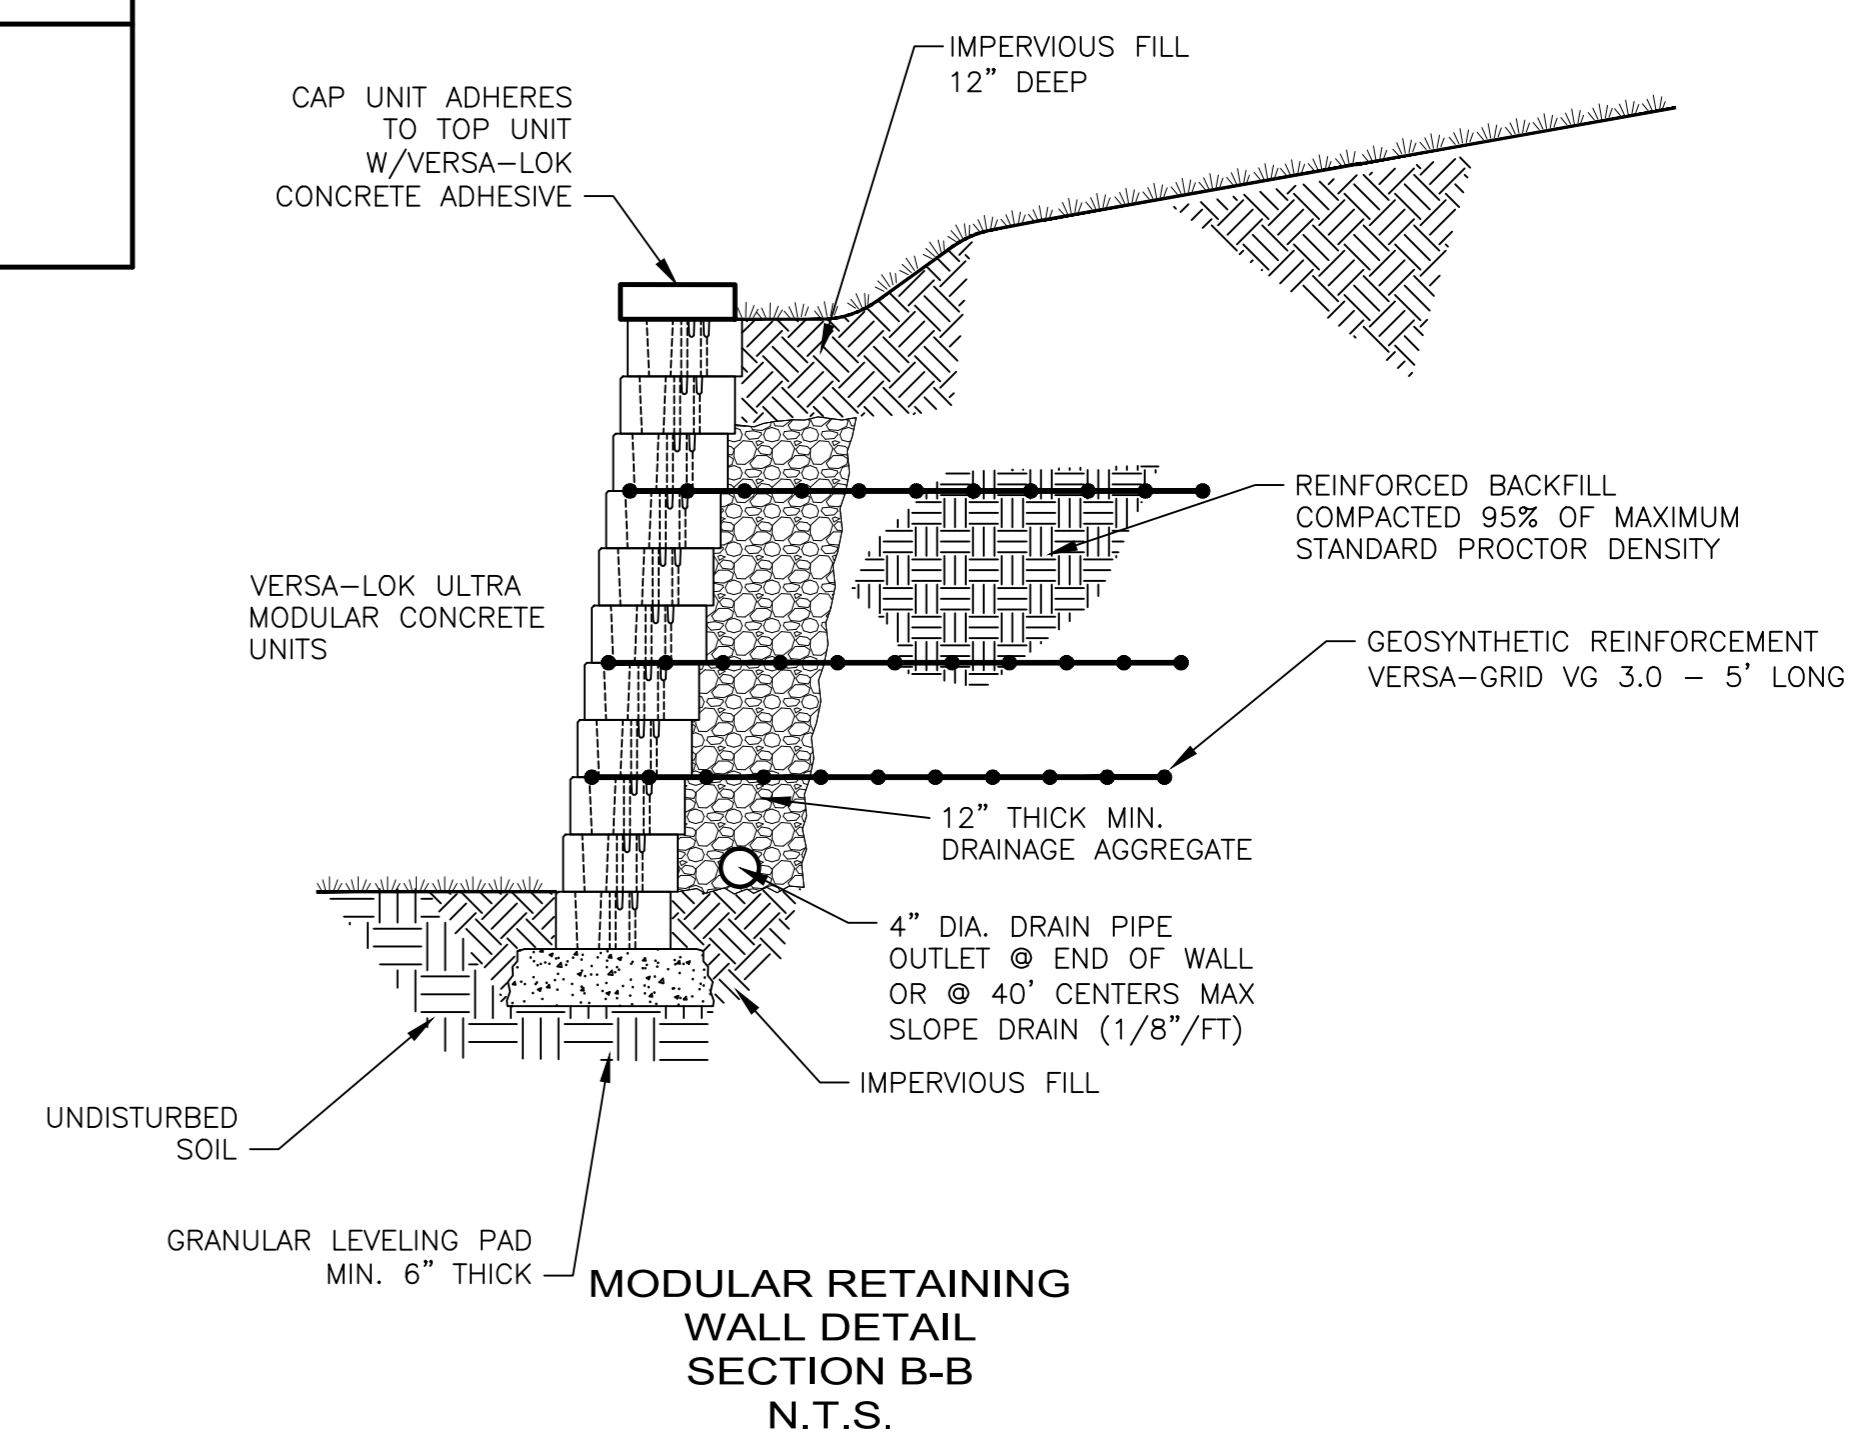 IMPERVIOUS FILL
12” DEEP
CAP UNIT ADHERES
TO TOP UNIT
W/VERSA-LOK
CONCRETE ADHESIVE
REINFORCED BACKFILL
COMPACTED 95% OF MAXIMUM
STANDARD PROCTOR DENSITY
VERSA-LOK ULTRA
MODULAR CONCRETE
UNITS
GEOSYNTHETIC REINFORCEMENT
VERSA-GRID VG 3.0 - 5’ LONG
12” THICK MIN.
DRAINAGE AGGREGATE
4” DIA. DRAIN PIPE
OUTLET @ END OF WALL
OR @ 40’ CENTERS MAX
SLOPE DRAIN (1/8”/FT)
IMPERVIOUS FILL
UNDISTURBED
SOIL
GRANULAR LEVELING PAD
MIN. 6” THICK
MODULAR RETAINING
WALL DETAIL
SECTION B-B
N.T.S.